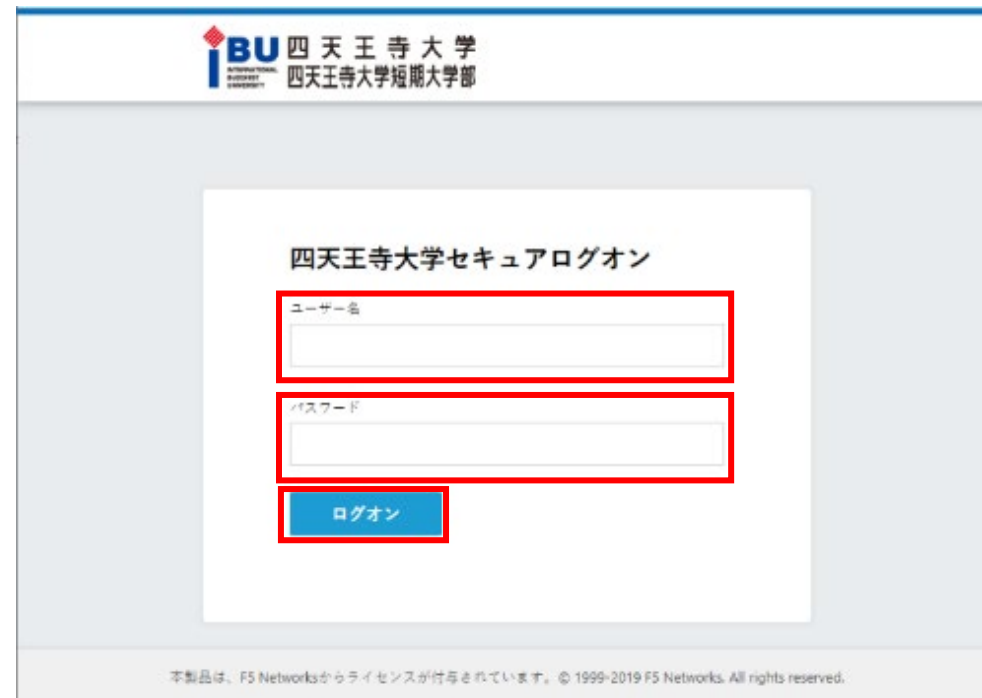 iBU 四天王寺大学
INTERNATIONAL
BUDDHIST
UNIVERSITY
四天王寺大学短期大学部
四天王寺大学セキュアログオン
ユーザー名
パスワード
ログオン
本製品は、F5 Networksからライセンスが付与されています。© 1999-2019 F5 Networks. All rights reserved.